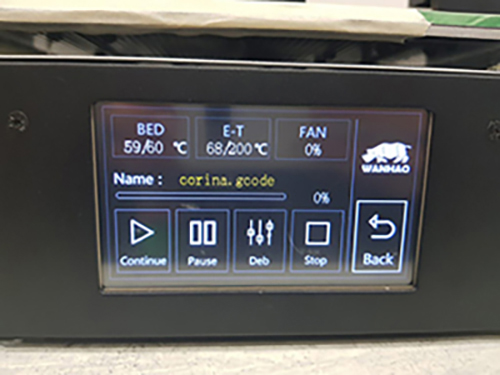 BED E-T FAN
59/60 ℃ 68/200℃ 0%
WANHAO
Name : corina.gcode
0%
Continue Pause Deb Stop Back